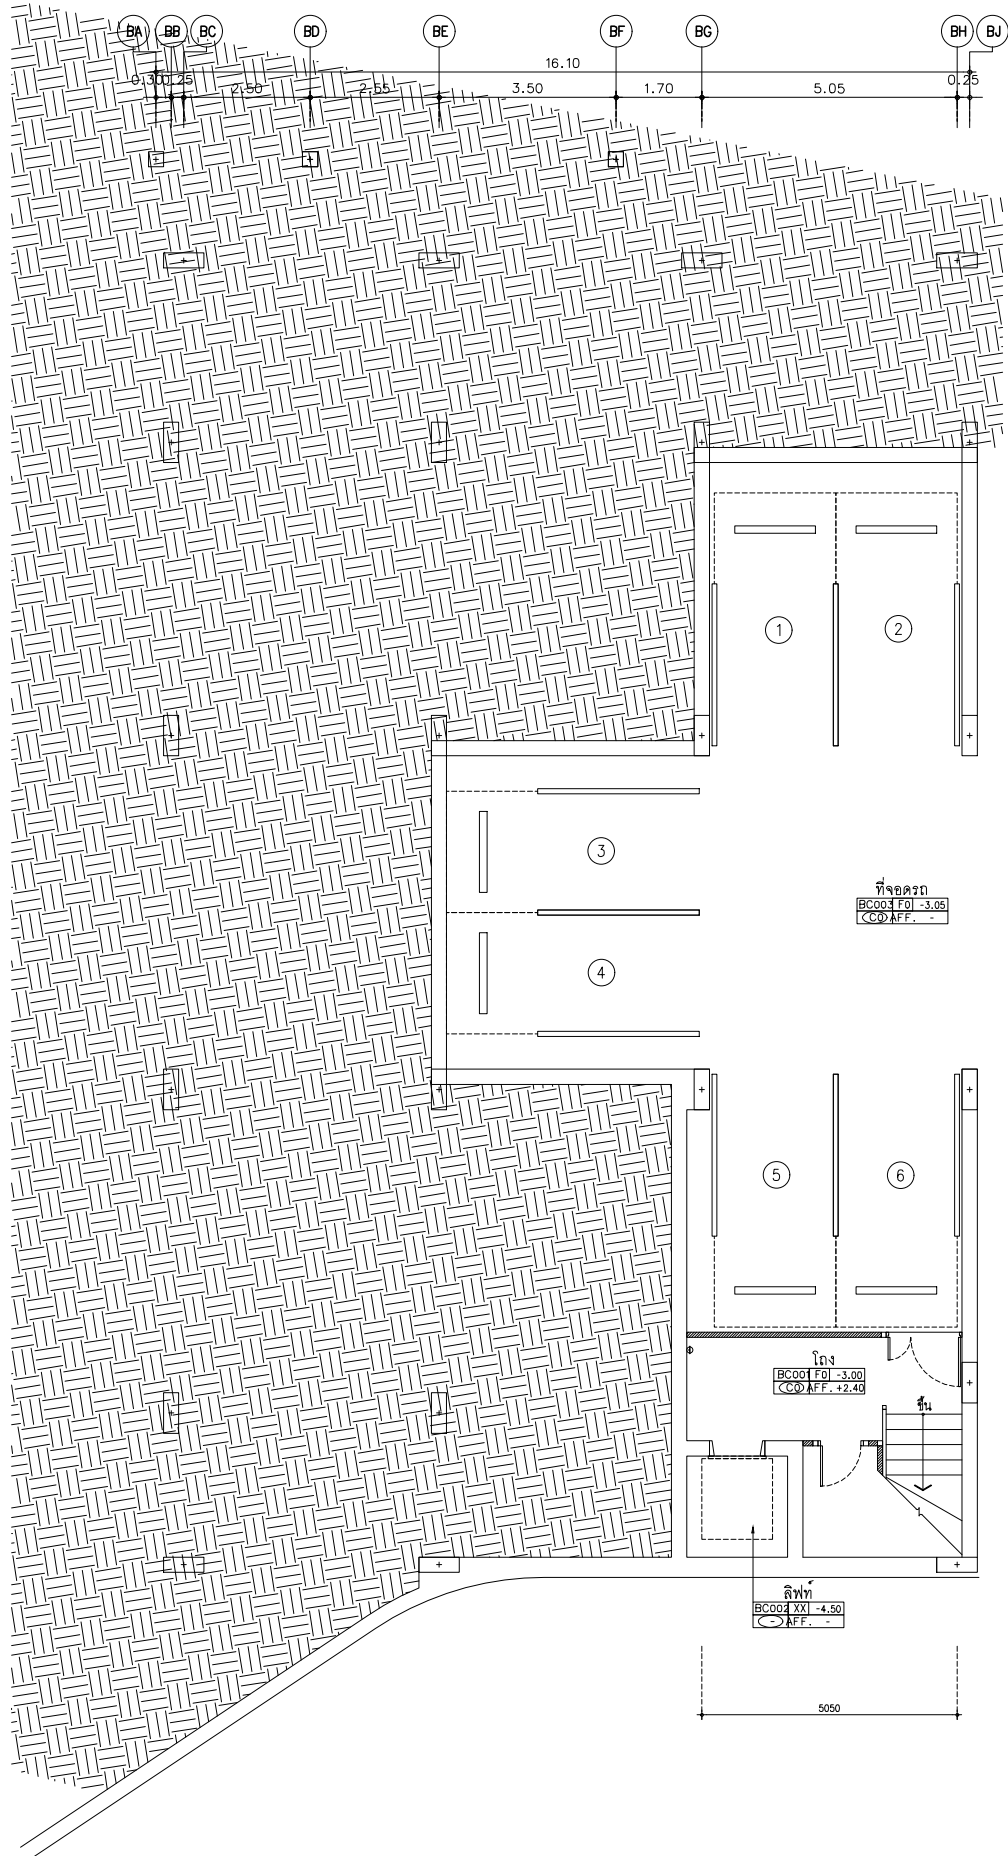 BA BB BC BD BE BF BG BH BJ
16.10
0.30 0.25 2.50 2.55 3.50 1.70 5.05 0.25
1 2
3
ที่จอดรถ
BC003 F0 -3.05
C0 AFF. -
4
5 6
โถง
BC001 F0 -3.00
C0 AFF. +2.40
ขึ้น
ลิฟท์
BC002 XX -4.50
- AFF. -
5050